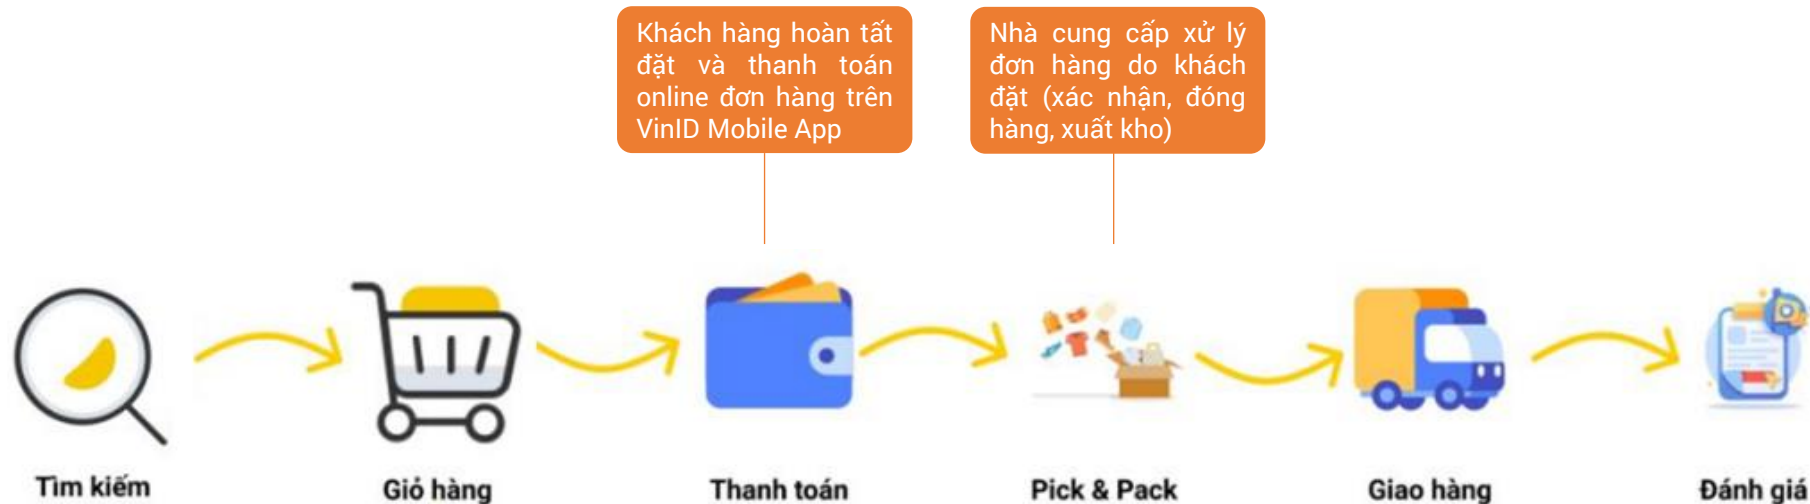 Khách hàng hoàn tất
đặt và thanh toán
online đơn hàng trên
VinID Mobile App
Nhà cung cấp xử lý
đơn hàng do khách
đặt (xác nhận, đóng
hàng, xuất kho)
Tìm kiếm
Giỏ hàng
Thanh toán
Pick & Pack
Giao hàng
Đánh giá